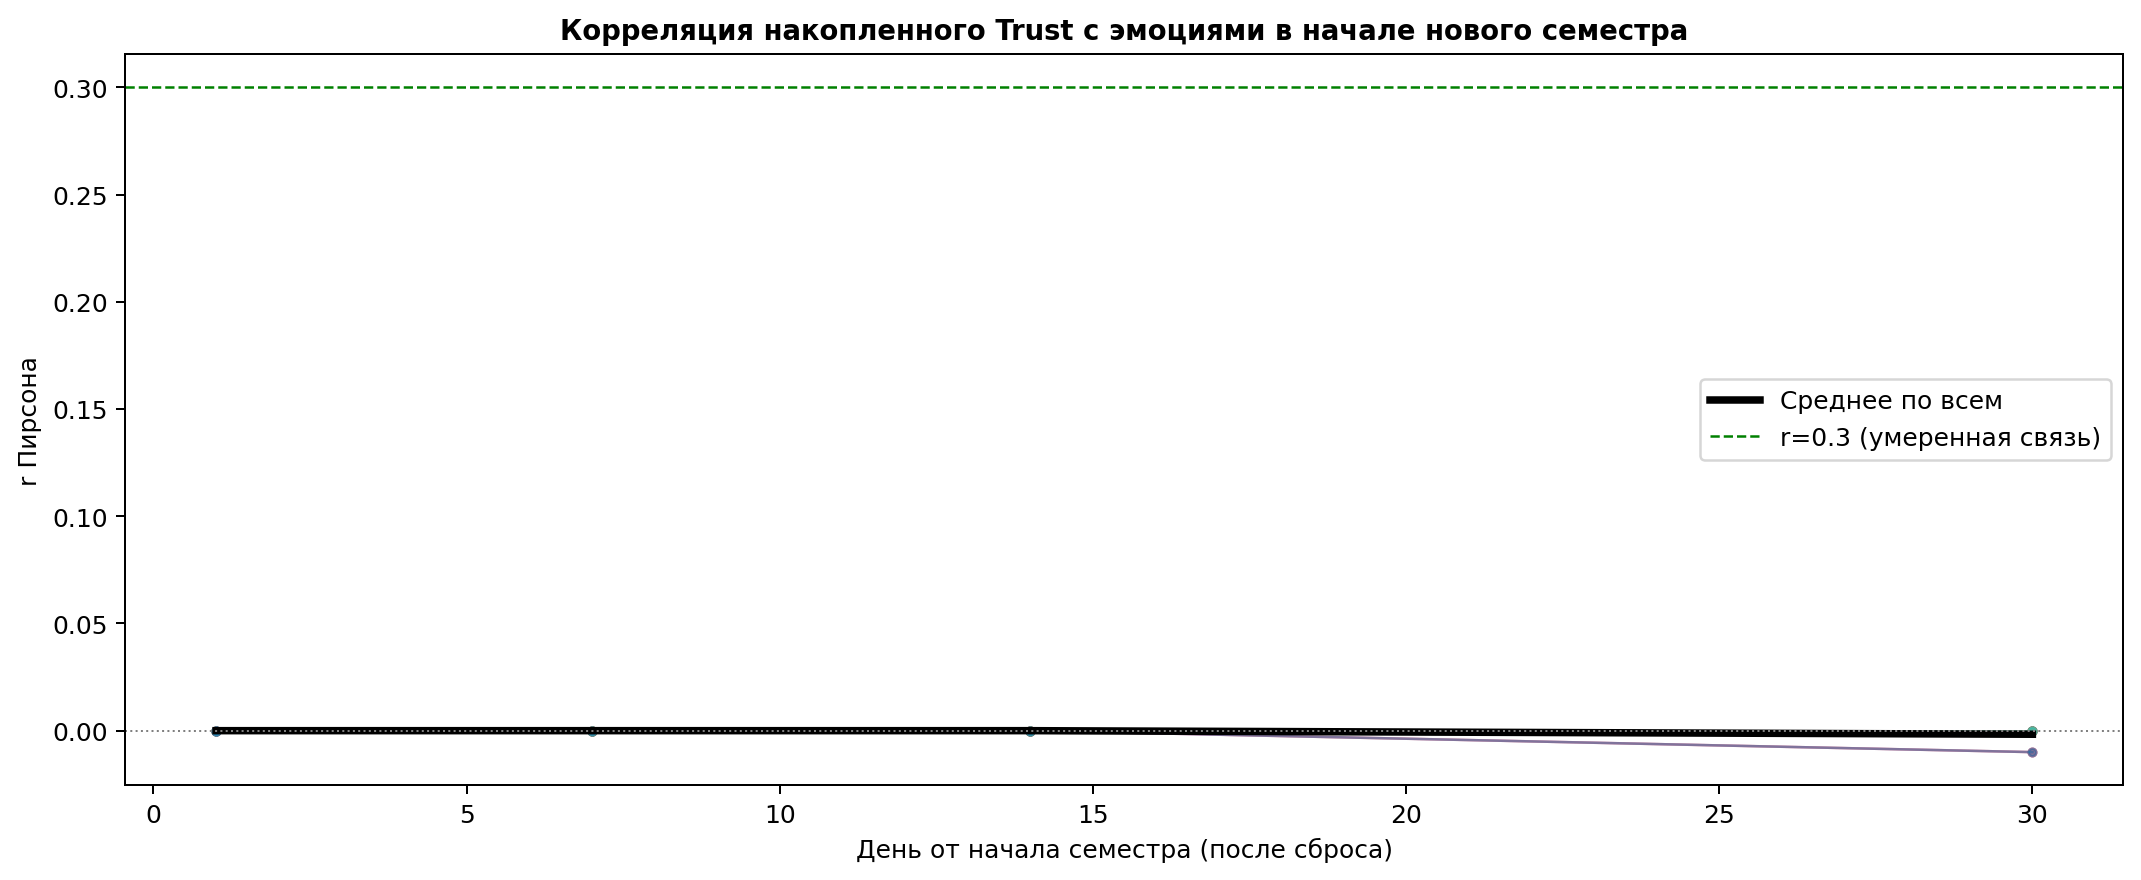 Корреляция накопленного Trust с эмоциями в начале нового семестра
0.30
0.25
0.20
0.15
0.10
0.05
0.00
r Пирсона
Среднее по всем
r=0.3 (умеренная связь)
0 5 10 15 20 25 30
День от начала семестра (после сброса)